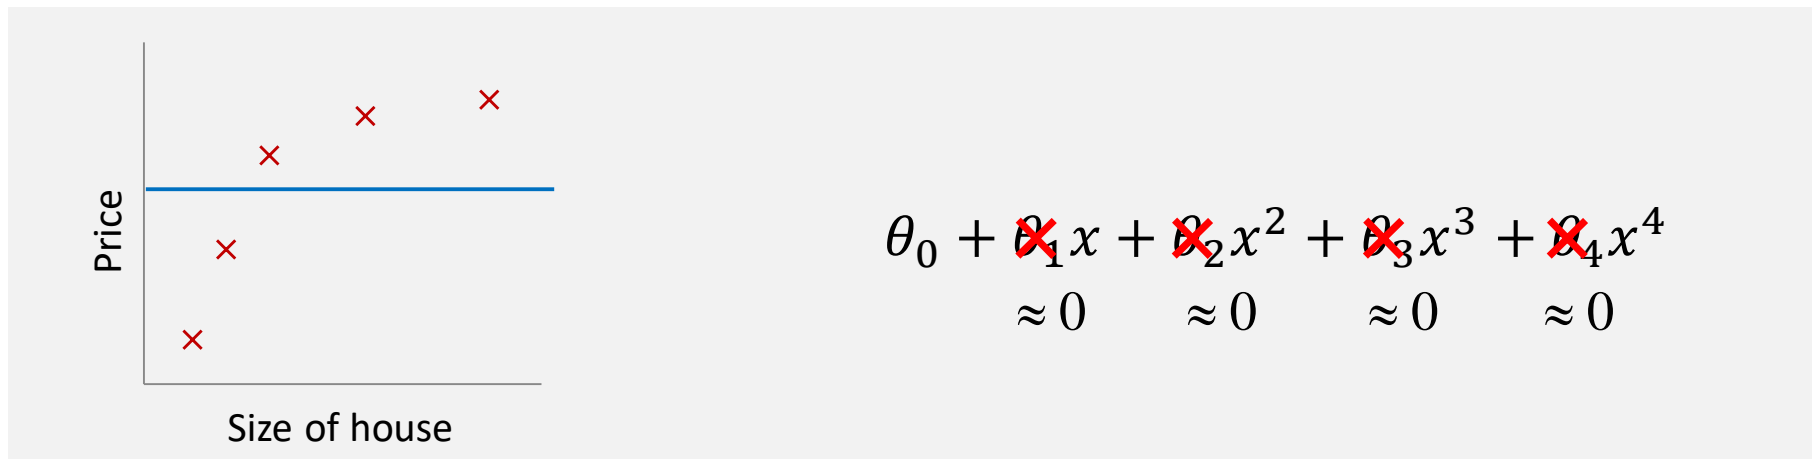 Price
Size of house
θ₀ + θ₁x + θ₂x² + θ₃x³ + θ₄x⁴
≈ 0 ≈ 0 ≈ 0 ≈ 0